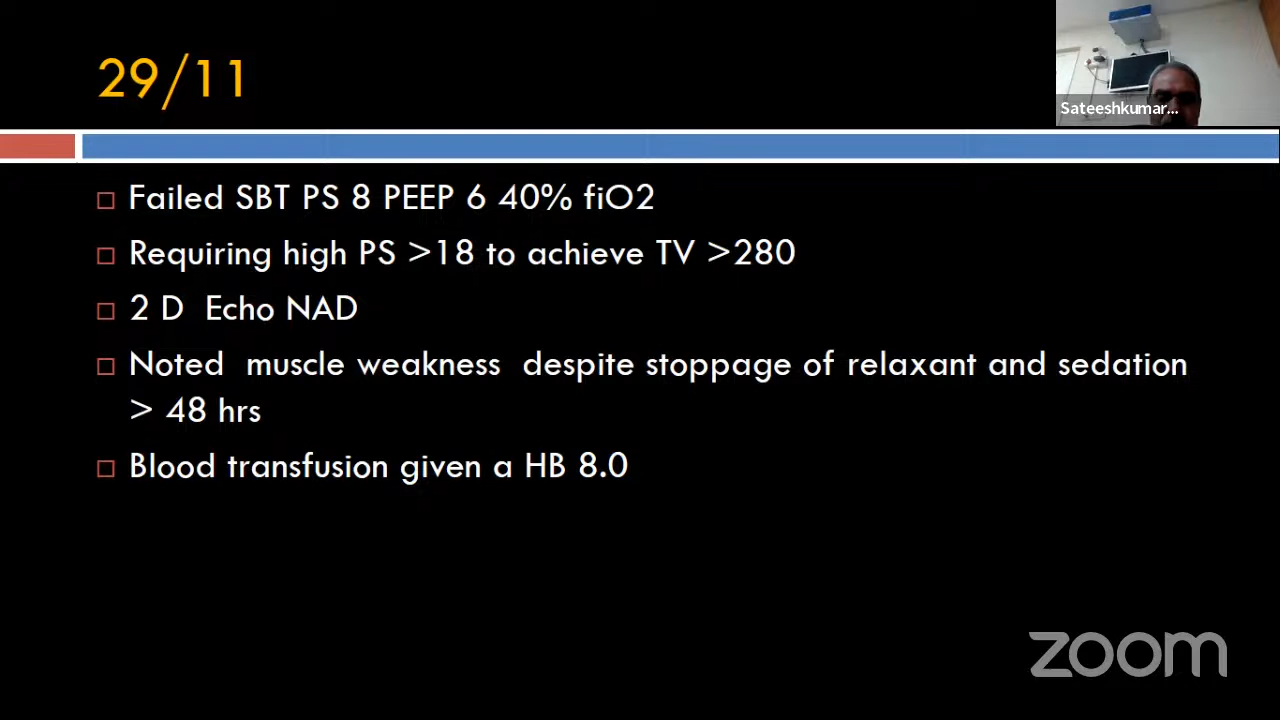 29/11
Sateeshkumar...
Failed SBT PS 8 PEEP 6 40% fiO2
Requiring high PS >18 to achieve TV >280
2 D Echo NAD
Noted muscle weakness despite stoppage of relaxant and sedation
> 48 hrs
Blood transfusion given a HB 8.0
zoom